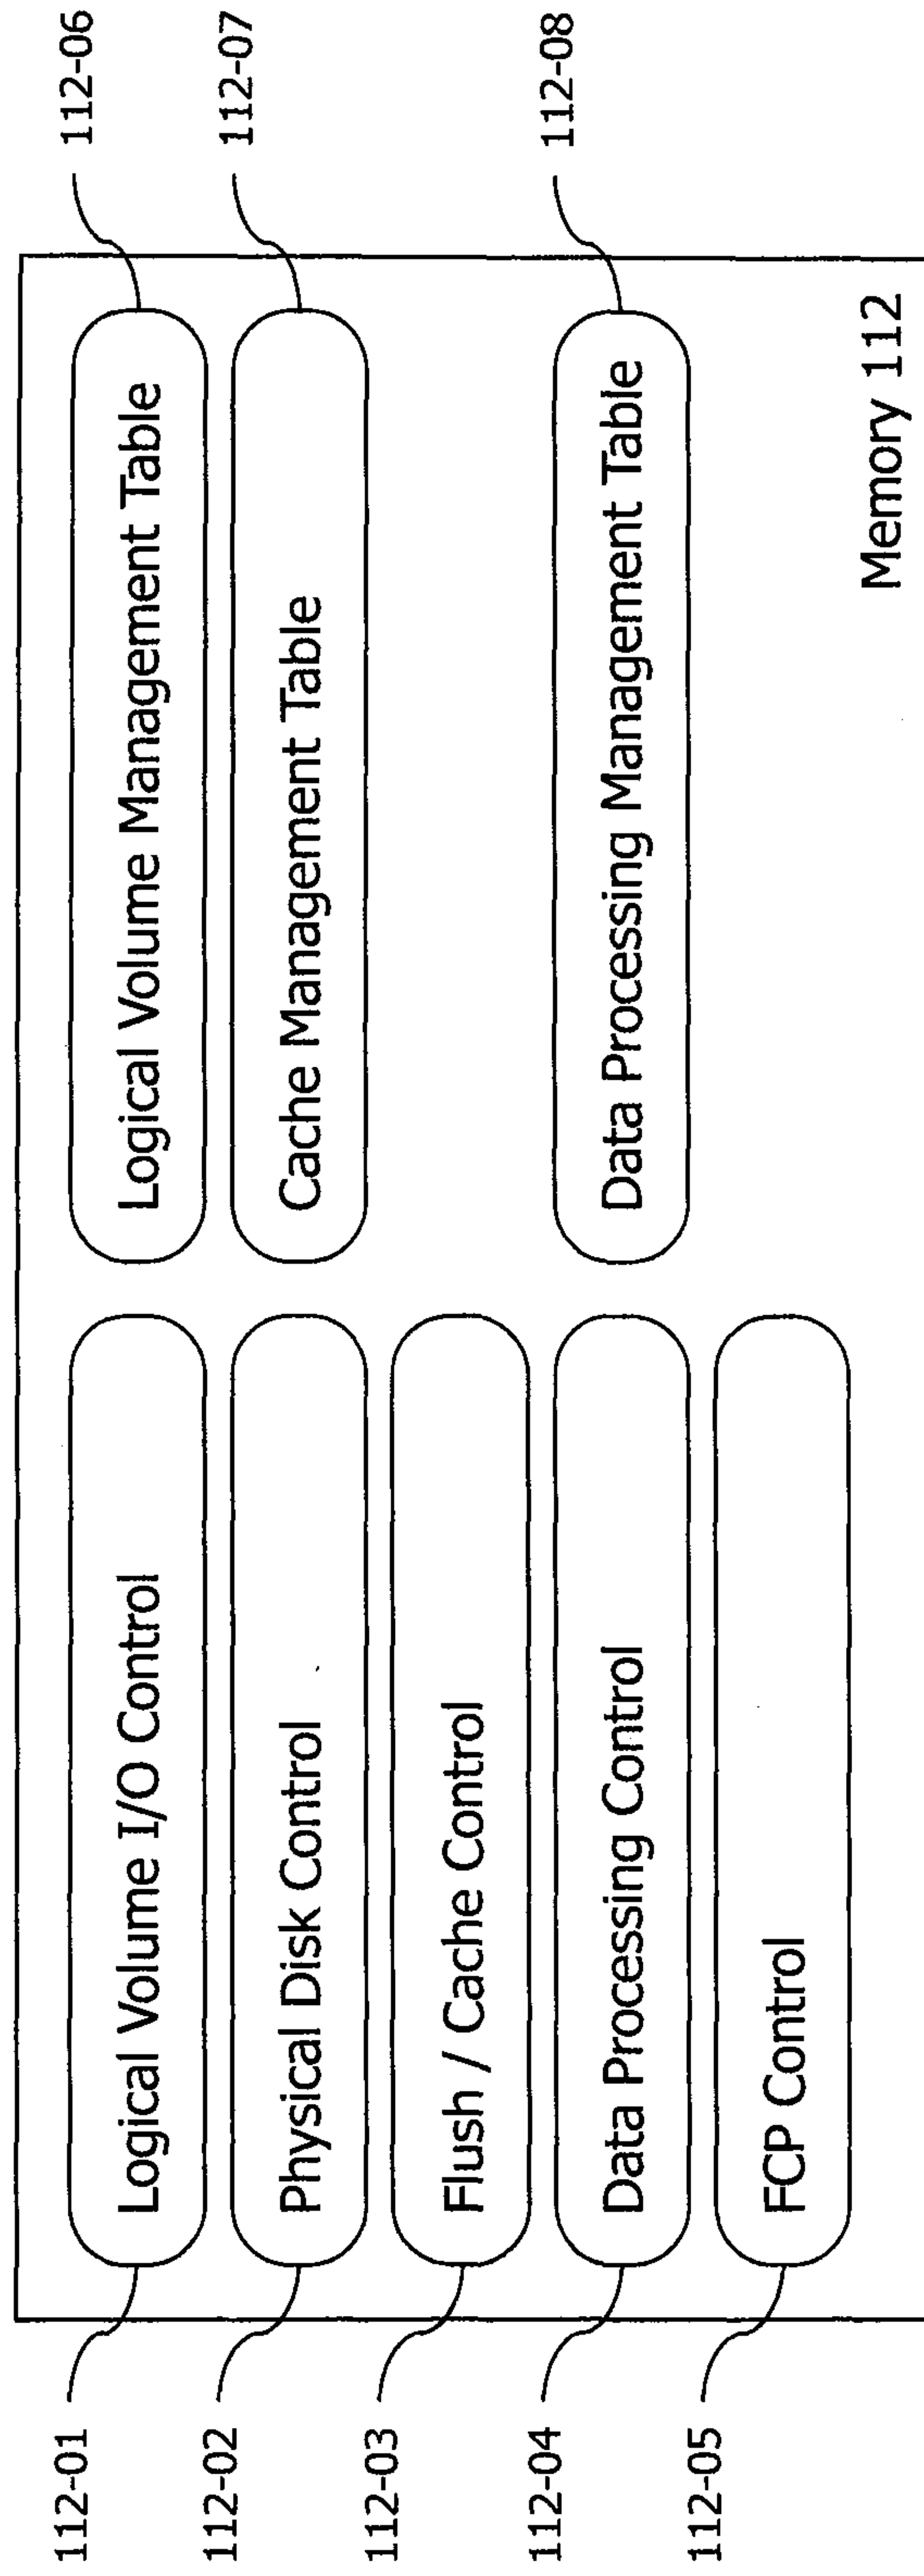 112-01
Logical Volume I/O Control
Logical Volume Management Table
112-06
112-02
Physical Disk Control
Cache Management Table
112-07
112-03
Flush / Cache Control
112-04
Data Processing Control
Data Processing Management Table
112-08
112-05
FCP Control
Memory 112